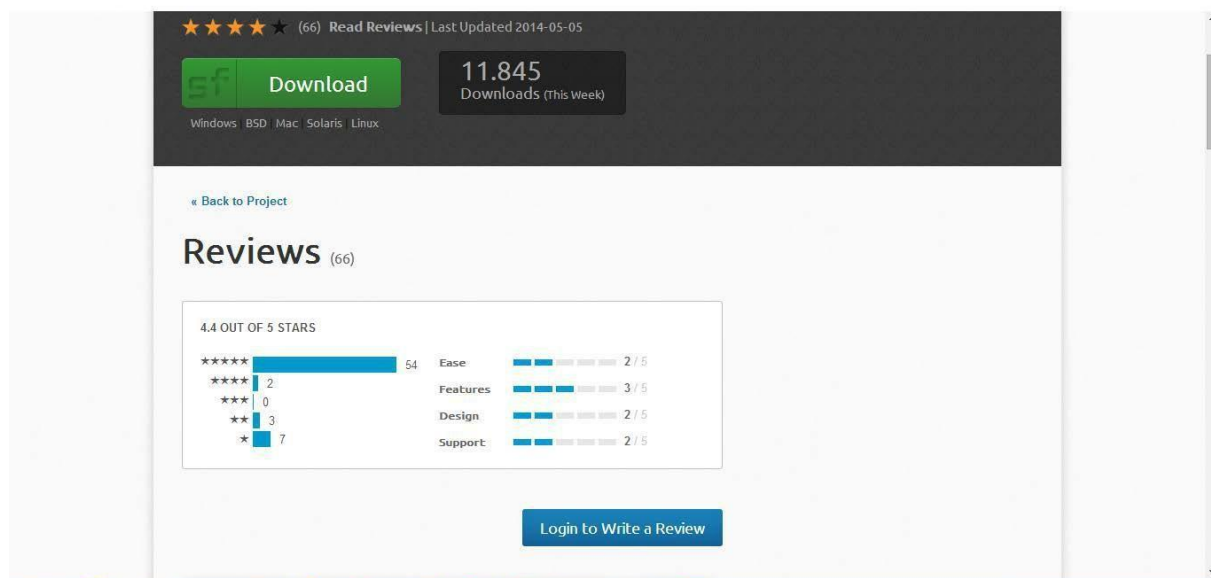 (66) Read Reviews | Last Updated 2014-05-05
sf Download
11.845
Downloads (This Week)
Windows BSD Mac Solaris Linux
« Back to Project
Reviews (66)
4.4 OUT OF 5 STARS
★★★★★ 54
★★★★ 2
★★★ 0
★★ 3
★ 7
Ease 2 / 5
Features 3 / 5
Design 2 / 5
Support 2 / 5
Login to Write a Review